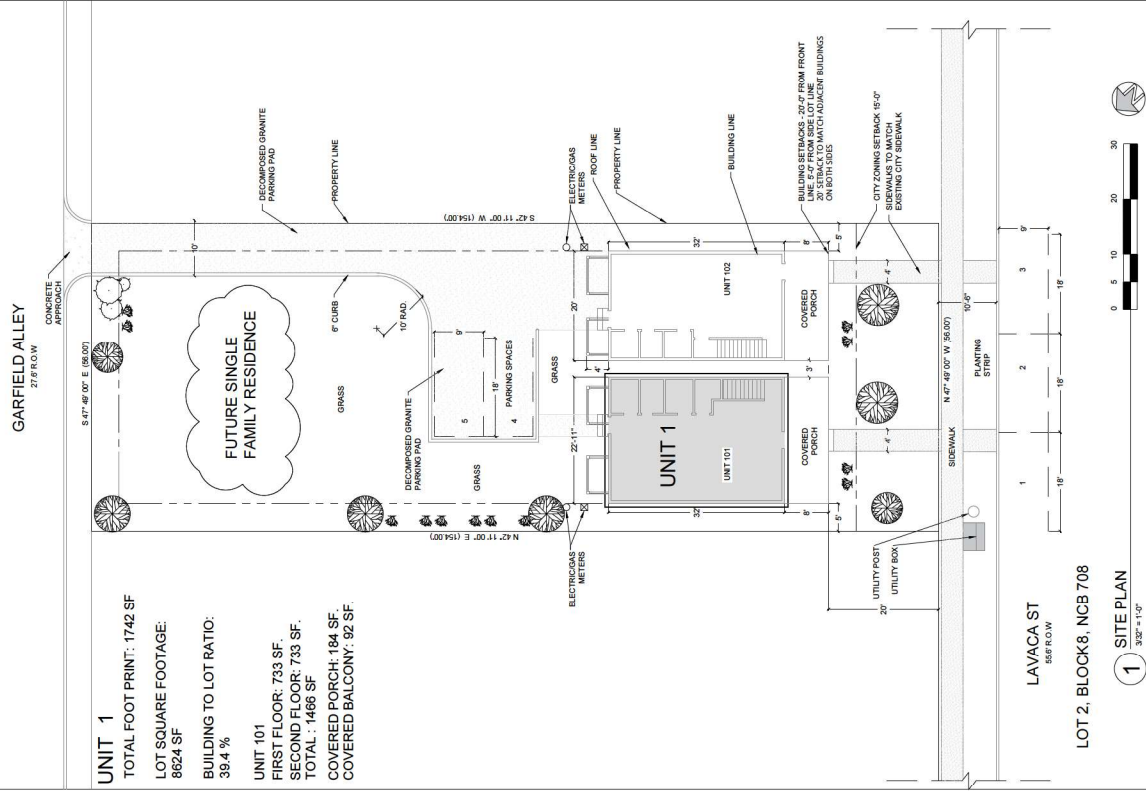 GARFIELD ALLEY
27.6' R.O.W
CONCRETE
APPROACH
S 47° 49' 00" E (56.00')
10'
DECOMPOSED GRANITE
PARKING PAD
PROPERTY LINE
S 42° 11' 00" W (154.00')
6" CURB
10' RAD.
FUTURE SINGLE
FAMILY RESIDENCE
GRASS
DECOMPOSED GRANITE
PARKING PAD
GRASS
5
4
9'
18'
PARKING SPACES
GRASS
N 42° 11' 00" E (154.00')
ELECTRIC/GAS
METERS
ELECTRIC/GAS
METERS
ROOF LINE
PROPERTY LINE
22'-11"
4'
20'
32'
32'
UNIT 1
UNIT 101
UNIT 102
BUILDING LINE
COVERED
PORCH
3'
COVERED
PORCH
8'
5'
5'
BUILDING SETBACKS - 20'-0" FROM FRONT
LINE, 5'-0" FROM SIDE LOT LINE
20' SETBACK TO MATCH ADJACENT BUILDINGS
ON BOTH SIDES
CITY ZONING SETBACK 15'-0"
SIDEWALKS TO MATCH
EXISTING CITY SIDEWALK
4'
4'
20'
UTILITY POST
UTILITY BOX
SIDEWALK
N 47° 49' 00" W
PLANTING
STRIP
10'-6"
9'
1
2
3
18'
18'
18'
UNIT 1
TOTAL FOOT PRINT: 1742 SF
LOT SQUARE FOOTAGE:
8624 SF
BUILDING TO LOT RATIO:
39.4 %
UNIT 101
FIRST FLOOR: 733 SF.
SECOND FLOOR: 733 SF.
TOTAL : 1466 SF
COVERED PORCH: 184 SF.
COVERED BALCONY: 92 SF.
LAVACA ST
55.6' R.O.W
LOT 2, BLOCK8, NCB 708
1
SITE PLAN
3/32" = 1'-0"
0 5 10 20 30